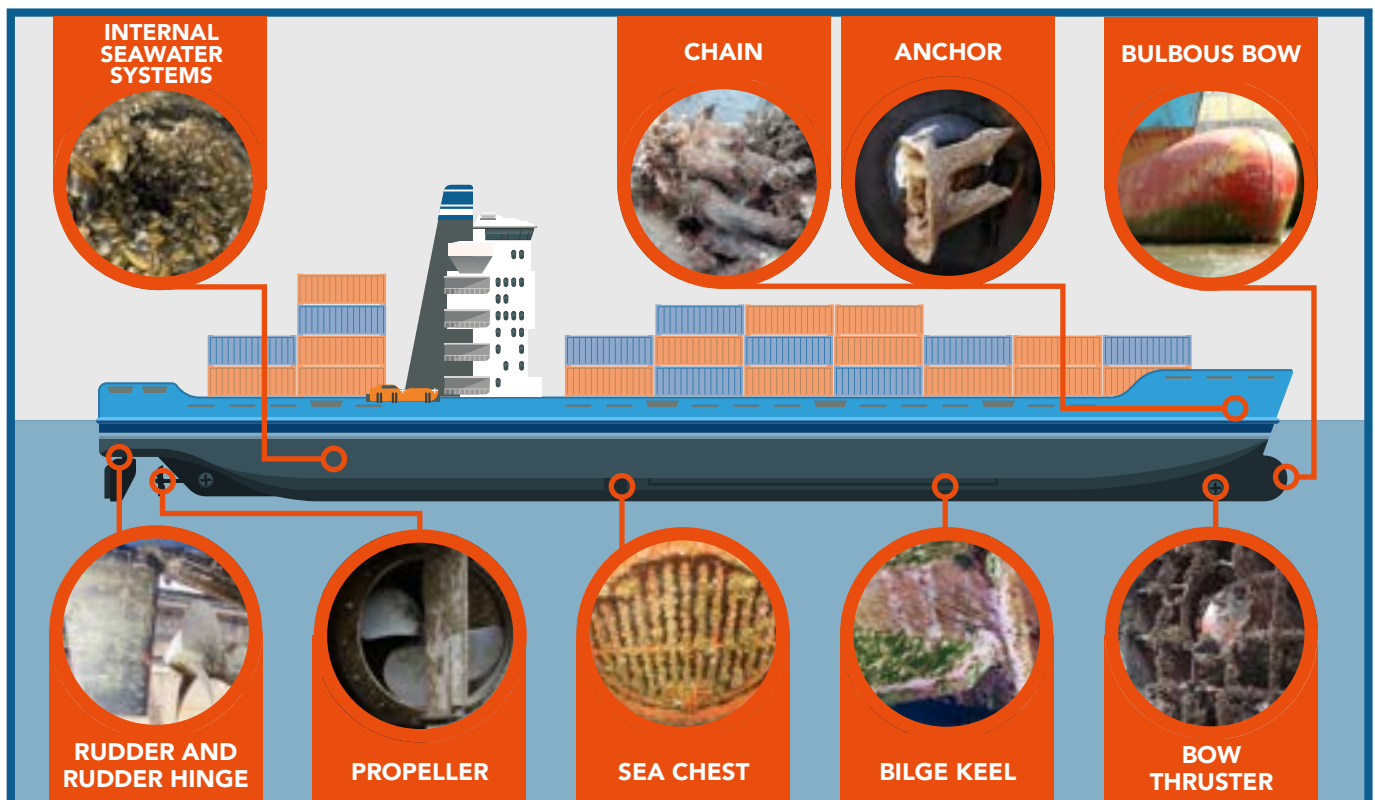 INTERNAL
SEAWATER
SYSTEMS
CHAIN
ANCHOR
BULBOUS BOW
RUDDER AND
RUDDER HINGE
PROPELLER
SEA CHEST
BILGE KEEL
BOW
THRUSTER